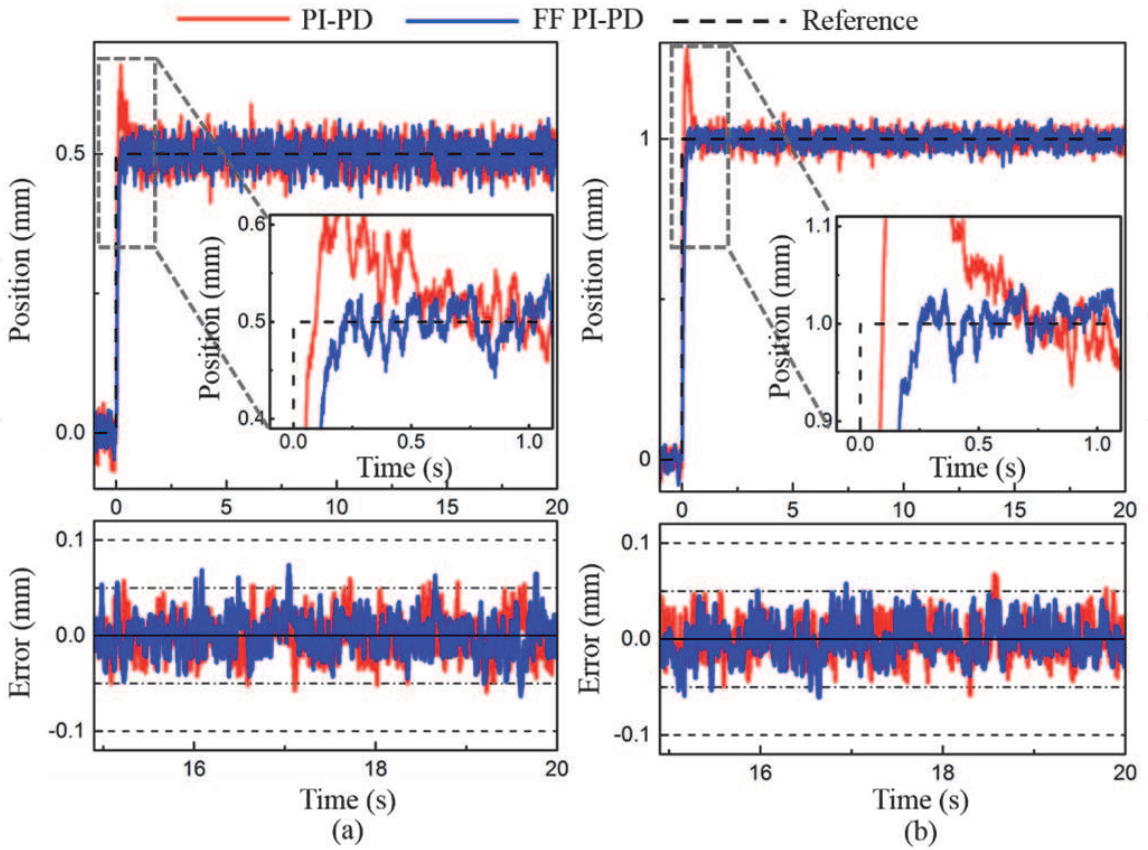 PI-PD FF PI-PD Reference
Position (mm)
0.5
0.0
0 5 10 15 20
Position (mm)
0.6
0.5
0.4
0.0 0.5 1.0
Time (s)
Error (mm)
0.1
0.0
-0.1
16 18 20
Time (s)
(a)
Position (mm)
1
0
0 5 10 15 20
Position (mm)
1.1
1.0
0.9
0.0 0.5 1.0
Time (s)
Error (mm)
0.1
0.0
-0.1
16 18 20
Time (s)
(b)